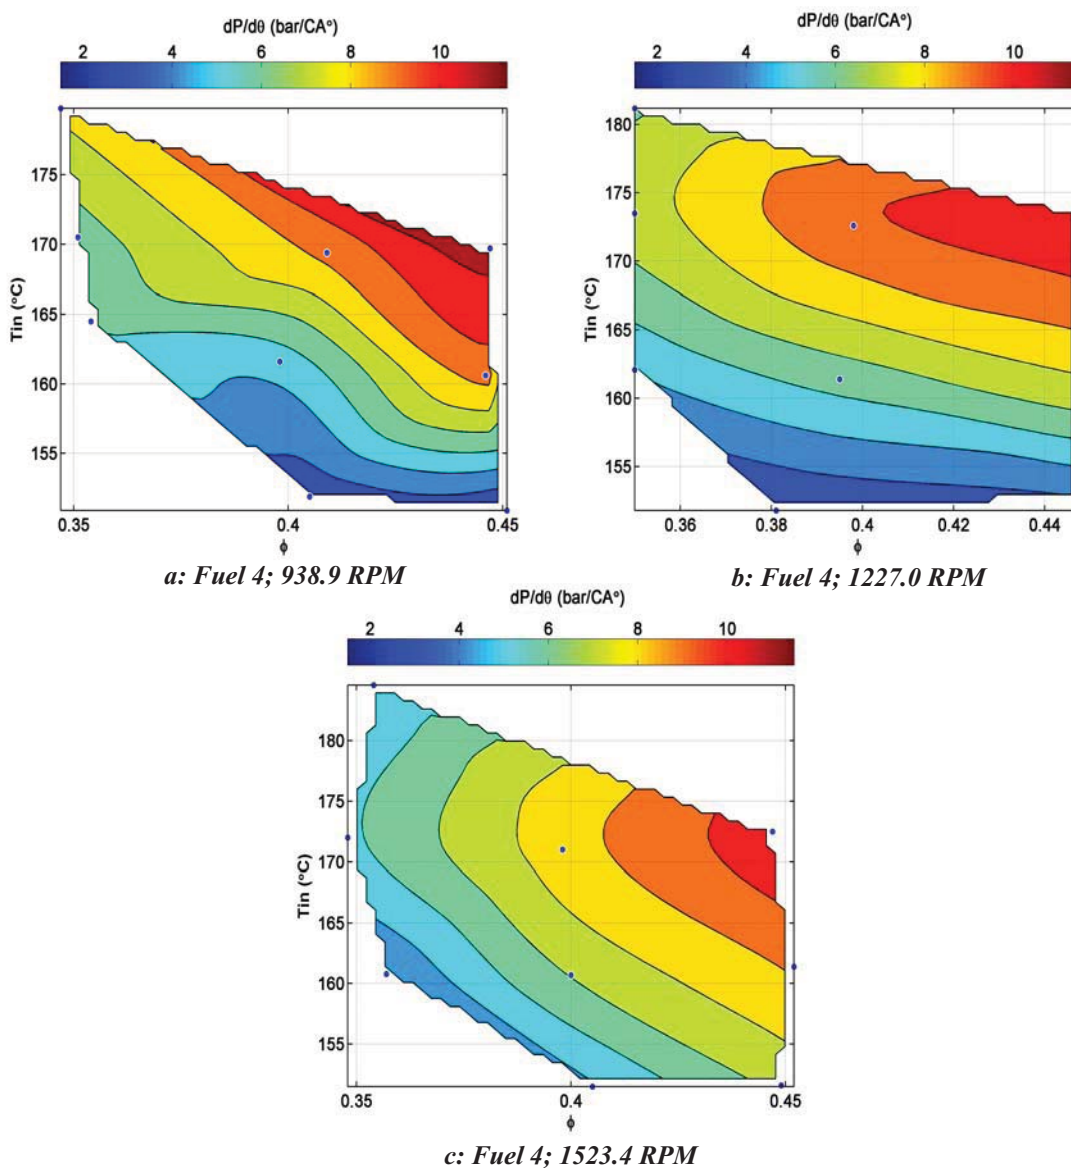 dP/dθ (bar/CA°)
2 4 6 8 10
175
170
165
160
155
Tin (°C)
0.35 0.4 0.45
ϕ
a: Fuel 4; 938.9 RPM
dP/dθ (bar/CA°)
2 4 6 8 10
180
175
170
165
160
155
Tin (°C)
0.36 0.38 0.4 0.42 0.44
ϕ
b: Fuel 4; 1227.0 RPM
dP/dθ (bar/CA°)
2 4 6 8 10
180
175
170
165
160
155
Tin (°C)
0.35 0.4 0.45
ϕ
c: Fuel 4; 1523.4 RPM